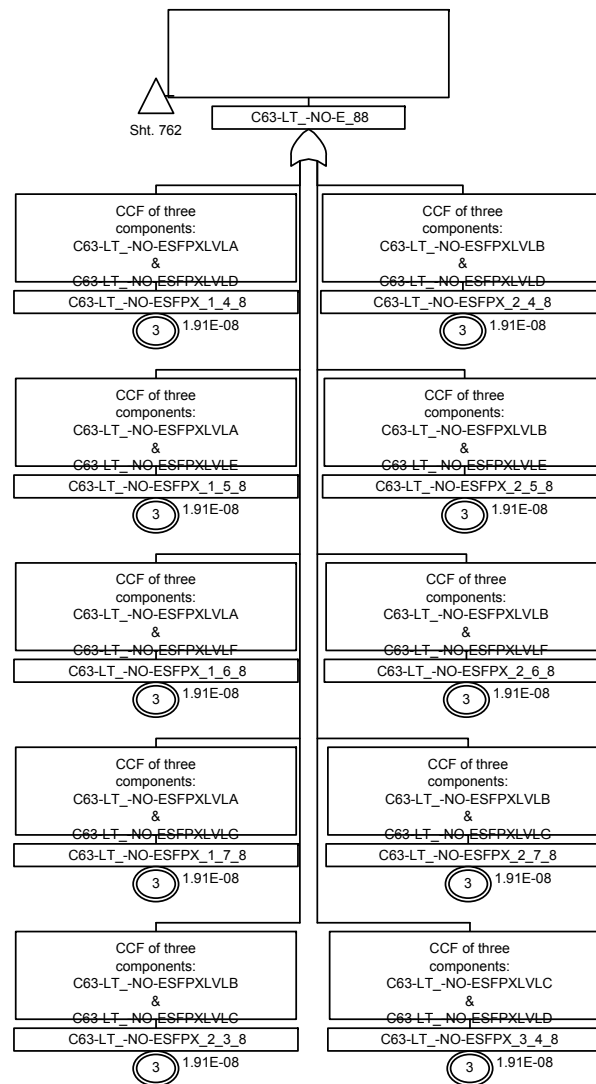 Sht. 762
C63-LT_-NO-E_88
CCF of three
components:
C63-LT_-NO-ESFPXLVLA
&
C63-LT_-NO-ESFPXLVLD
C63-LT_-NO-ESFPX_1_4_8
3
1.91E-08
CCF of three
components:
C63-LT_-NO-ESFPXLVLB
&
C63-LT_-NO-ESFPXLVLD
C63-LT_-NO-ESFPX_2_4_8
3
1.91E-08
CCF of three
components:
C63-LT_-NO-ESFPXLVLA
&
C63-LT_-NO-ESFPXLVLE
C63-LT_-NO-ESFPX_1_5_8
3
1.91E-08
CCF of three
components:
C63-LT_-NO-ESFPXLVLB
&
C63-LT_-NO-ESFPXLVLE
C63-LT_-NO-ESFPX_2_5_8
3
1.91E-08
CCF of three
components:
C63-LT_-NO-ESFPXLVLA
&
C63-LT_-NO-ESFPXLVLF
C63-LT_-NO-ESFPX_1_6_8
3
1.91E-08
CCF of three
components:
C63-LT_-NO-ESFPXLVLB
&
C63-LT_-NO-ESFPXLVLF
C63-LT_-NO-ESFPX_2_6_8
3
1.91E-08
CCF of three
components:
C63-LT_-NO-ESFPXLVLA
&
C63-LT_-NO-ESFPXLVLG
C63-LT_-NO-ESFPX_1_7_8
3
1.91E-08
CCF of three
components:
C63-LT_-NO-ESFPXLVLB
&
C63-LT_-NO-ESFPXLVLG
C63-LT_-NO-ESFPX_2_7_8
3
1.91E-08
CCF of three
components:
C63-LT_-NO-ESFPXLVLB
&
C63-LT_-NO-ESFPXLVLC
C63-LT_-NO-ESFPX_2_3_8
3
1.91E-08
CCF of three
components:
C63-LT_-NO-ESFPXLVLC
&
C63-LT_-NO-ESFPXLVLD
C63-LT_-NO-ESFPX_3_4_8
3
1.91E-08